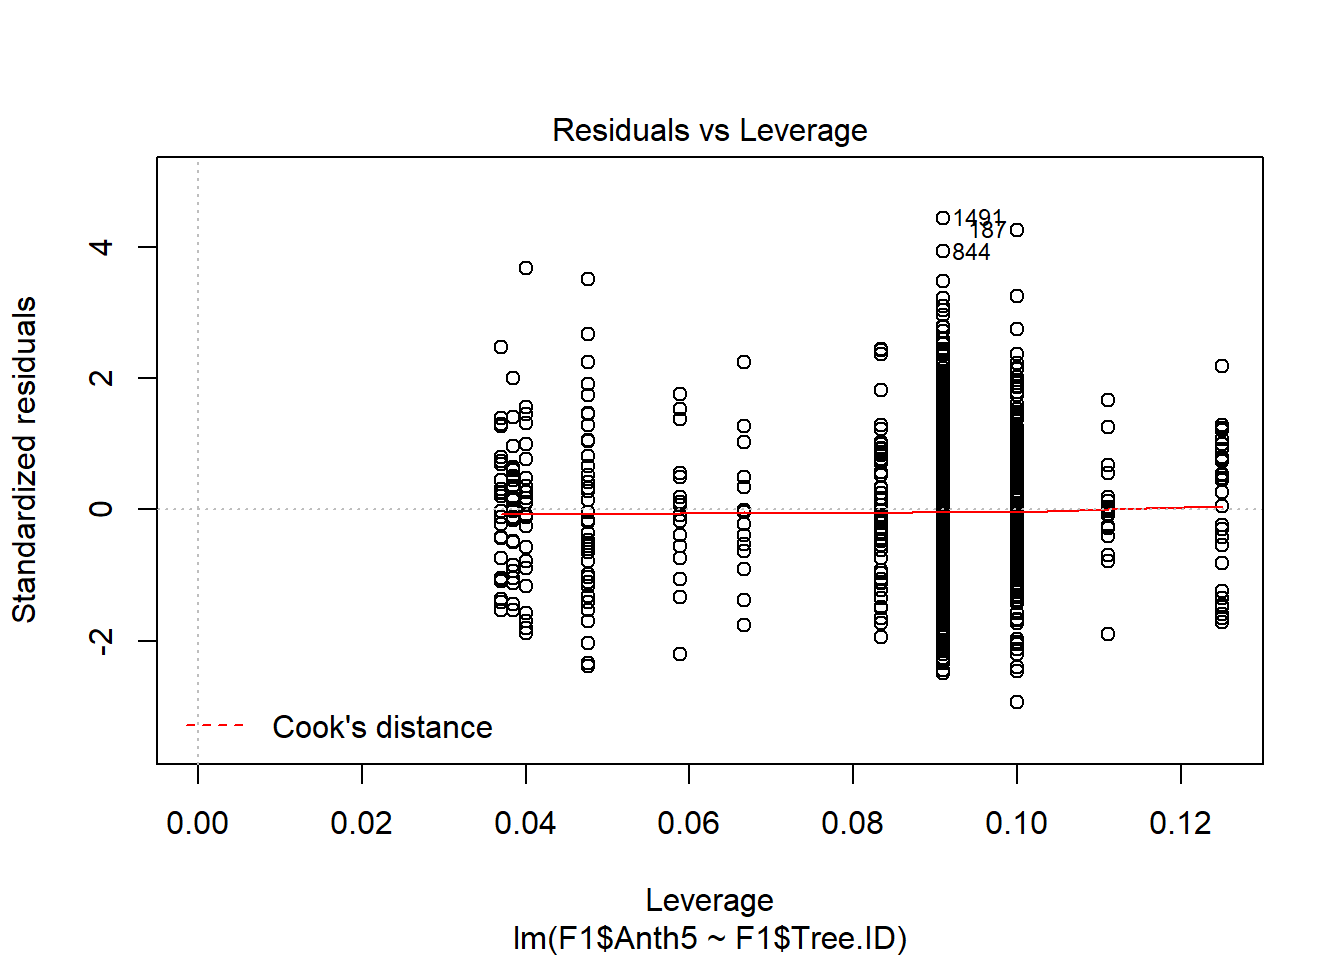 Residuals vs Leverage
Standardized residuals
4
2
0
-2
1491
187
844
Cook's distance
0.00 0.02 0.04 0.06 0.08 0.10 0.12
Leverage
lm(F1$Anth5 ~ F1$Tree.ID)